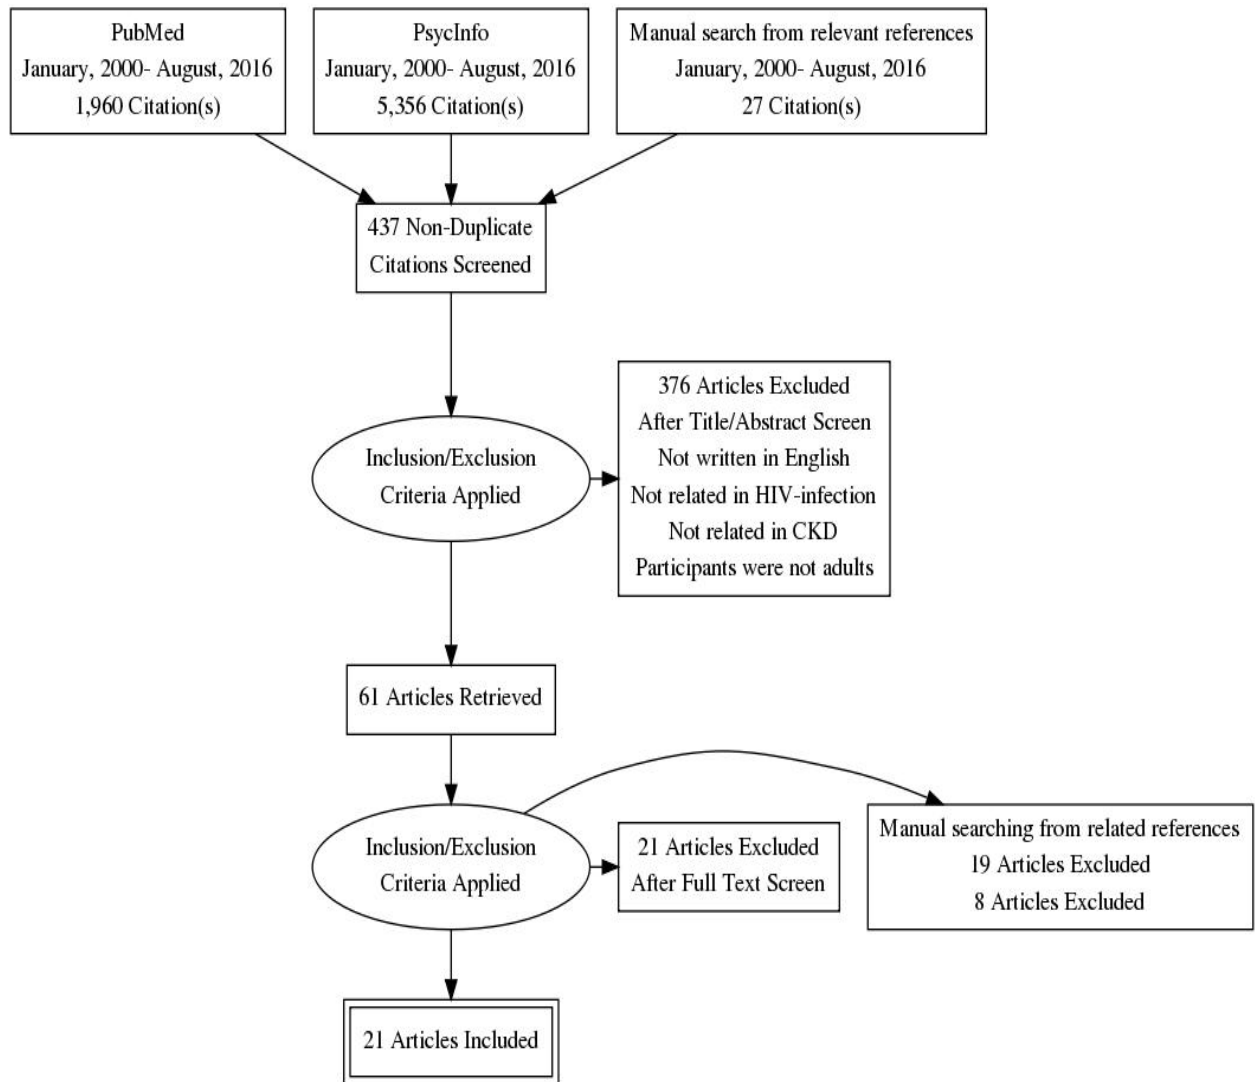 PubMed
January, 2000- August, 2016
1,960 Citation(s)
PsycInfo
January, 2000- August, 2016
5,356 Citation(s)
Manual search from relevant references
January, 2000- August, 2016
27 Citation(s)
437 Non-Duplicate
Citations Screened
Inclusion/Exclusion
Criteria Applied
376 Articles Excluded
After Title/Abstract Screen
Not written in English
Not related in HIV-infection
Not related in CKD
Participants were not adults
61 Articles Retrieved
Inclusion/Exclusion
Criteria Applied
21 Articles Excluded
After Full Text Screen
Manual searching from related references
19 Articles Excluded
8 Articles Excluded
21 Articles Included